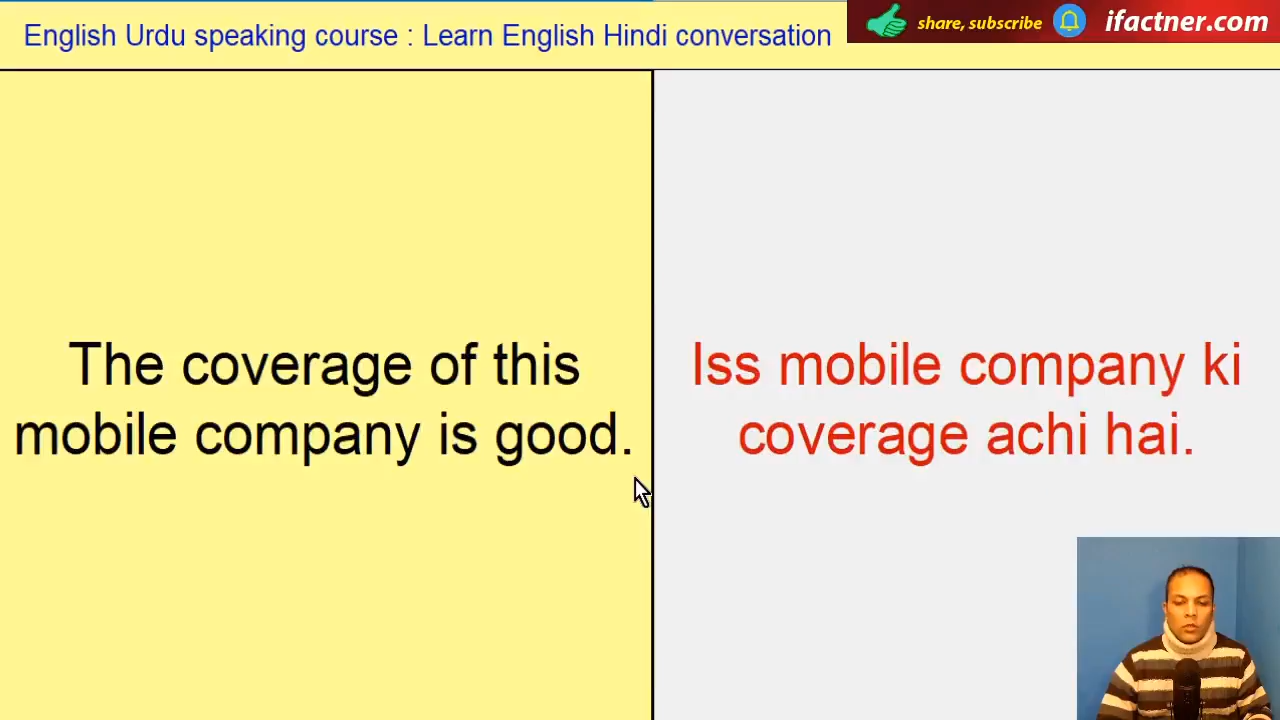 English Urdu speaking course : Learn English Hindi conversation
share, subscribe
ifactner.com
The coverage of this
mobile company is good.
Iss mobile company ki
coverage achi hai.